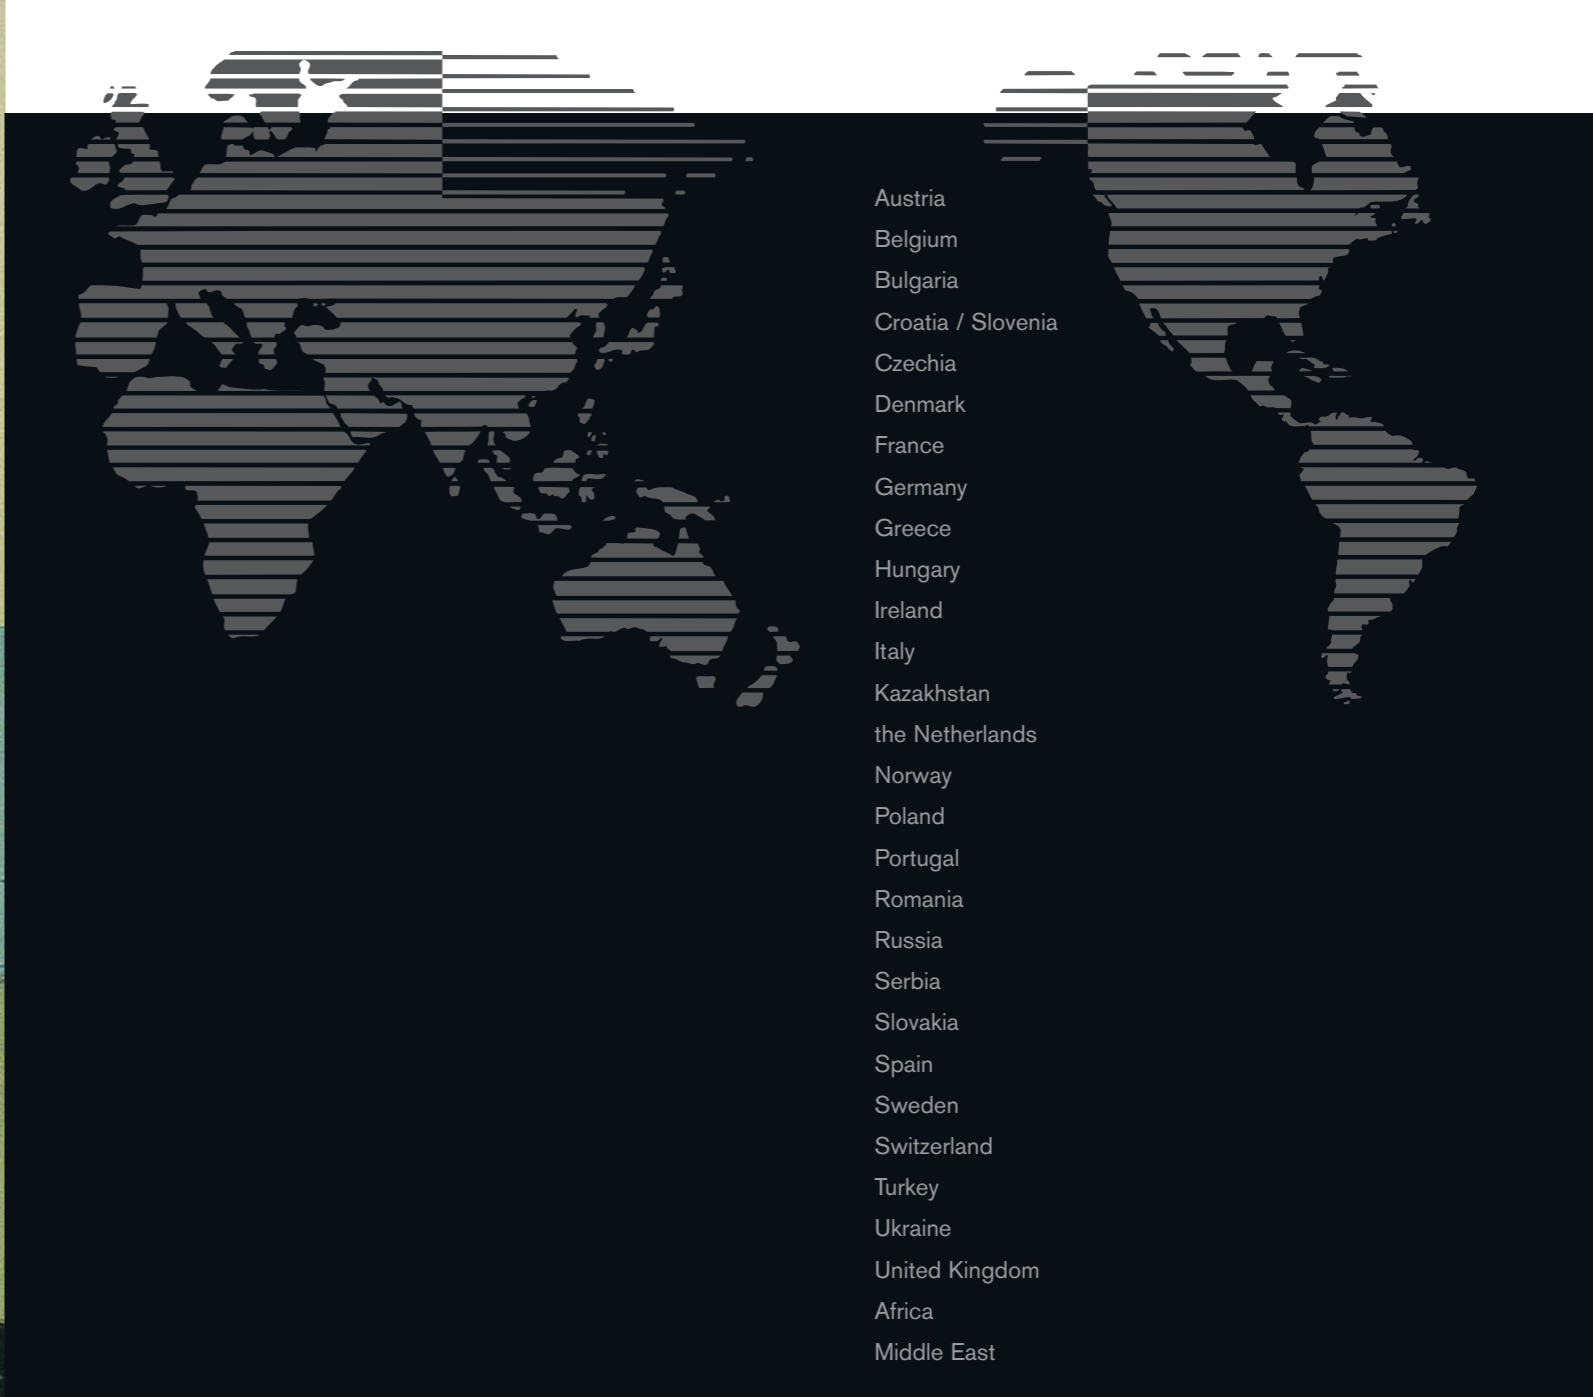 Austria
Belgium
Bulgaria
Croatia / Slovenia
Czechia
Denmark
France
Germany
Greece
Hungary
Ireland
Italy
Kazakhstan
the Netherlands
Norway
Poland
Portugal
Romania
Russia
Serbia
Slovakia
Spain
Sweden
Switzerland
Turkey
Ukraine
United Kingdom
Africa
Middle East